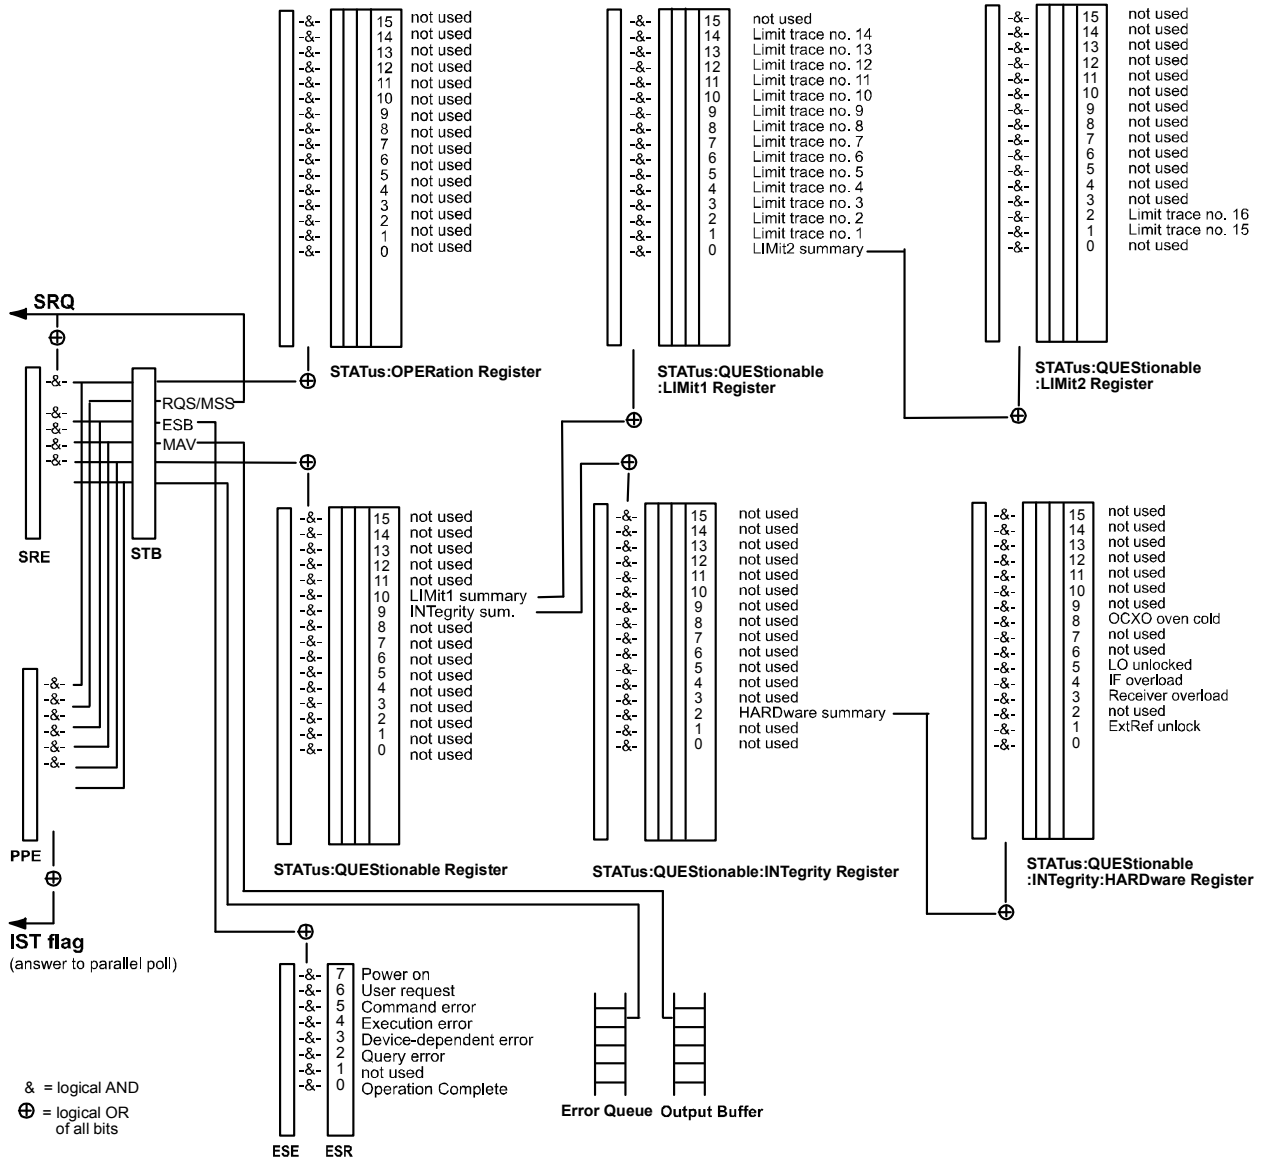 -&- 15 not used
-&- 14 not used
-&- 13 not used
-&- 12 not used
-&- 11 not used
-&- 10 not used
-&- 9 not used
-&- 8 not used
-&- 7 not used
-&- 6 not used
-&- 5 not used
-&- 4 not used
-&- 3 not used
-&- 2 not used
-&- 1 not used
-&- 0
STATus:OPERation Register
-&- 15 not used
-&- 14 Limit trace no. 14
-&- 13 Limit trace no. 13
-&- 12 Limit trace no. 12
-&- 11 Limit trace no. 11
-&- 10 Limit trace no. 10
-&- 9 Limit trace no. 9
-&- 8 Limit trace no. 8
-&- 7 Limit trace no. 7
-&- 6 Limit trace no. 6
-&- 5 Limit trace no. 5
-&- 4 Limit trace no. 4
-&- 3 Limit trace no. 3
-&- 2 Limit trace no. 2
-&- 1 Limit trace no. 1
-&- 0 LIMit2 summary
STATus:QUEStionable
:LIMit1 Register
-&- 15 not used
-&- 14 not used
-&- 13 not used
-&- 12 not used
-&- 11 not used
-&- 10 not used
-&- 9 not used
-&- 8 not used
-&- 7 not used
-&- 6 not used
-&- 5 not used
-&- 4 not used
-&- 3 not used
-&- 2 Limit trace no. 16
-&- 1 Limit trace no. 15
-&- 0 not used
STATus:QUEStionable
:LIMit2 Register
SRQ
-&-
-&-
-&-
-&-
-&-
SRE
RQS/MSS
ESB
MAV
STB
-&- 15 not used
-&- 14 not used
-&- 13 not used
-&- 12 not used
-&- 11 not used
-&- 10 LIMit1 summary
-&- 9 INTegrity sum.
-&- 8 not used
-&- 7 not used
-&- 6 not used
-&- 5 not used
-&- 4 not used
-&- 3 not used
-&- 2 not used
-&- 1 not used
-&- 0 not used
STATus:QUEStionable Register
-&- 15 not used
-&- 14 not used
-&- 13 not used
-&- 12 not used
-&- 11 not used
-&- 10 not used
-&- 9 not used
-&- 8 not used
-&- 7 not used
-&- 6 not used
-&- 5 not used
-&- 4 not used
-&- 3 not used
-&- 2 HARDware summary
-&- 1 not used
-&- 0 not used
STATus:QUEStionable:INTegrity Register
-&- 15 not used
-&- 14 not used
-&- 13 not used
-&- 12 not used
-&- 11 not used
-&- 10 not used
-&- 9 not used
-&- 8 OCXO oven cold
-&- 7 not used
-&- 6 not used
-&- 5 LO unlocked
-&- 4 IF overload
-&- 3 Receiver overload
-&- 2 not used
-&- 1 ExtRef unlock
-&- 0
STATus:QUEStionable
:INTegrity:HARDware Register
-&-
-&-
-&-
-&-
-&-
-&-
PPE
IST flag
(answer to parallel poll)
-&- 7 Power on
-&- 6 User request
-&- 5 Command error
-&- 4 Execution error
-&- 3 Device-dependent error
-&- 2 Query error
-&- 1 not used
-&- 0 Operation Complete
ESE ESR
Error Queue
Output Buffer
& = logical AND
⊕ = logical OR
of all bits